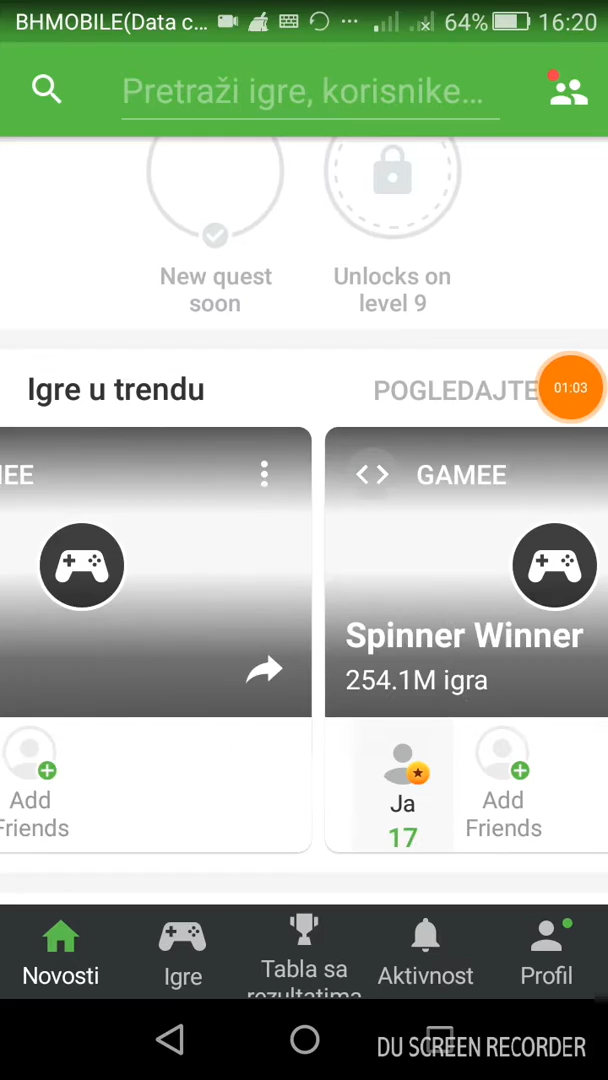 BHMOBILE(Data c... 64% 16:20
Pretraži igre, korisnike...
New quest
soon
Unlocks on
level 9
Igre u trendu
POGLEDAJTE
01:03
EE
GAMEE
Spinner Winner
254.1M igra
Add
Friends
Ja
17
Add
Friends
Novosti
Igre
Tabla sa
rezultatima
Aktivnost
Profil
DU SCREEN RECORDER